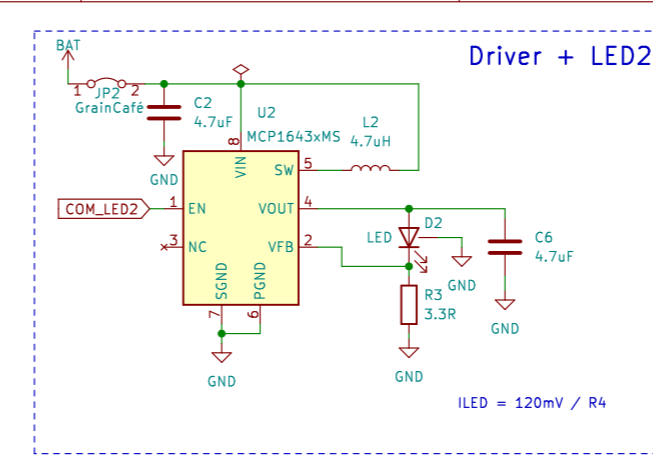 Driver + LED2
BAT
1 JP2 2
GrainCafé
C2
4.7uF
GND
U2
MCP1643xMS
L2
4.7uH
8
VIN
SW 5
COM_LED2
1 EN
VOUT 4
3 NC
VFB 2
SGND
PGND
7
6
GND
LED
D2
GND
C6
4.7uF
GND
R3
3.3R
GND
ILED = 120mV / R4